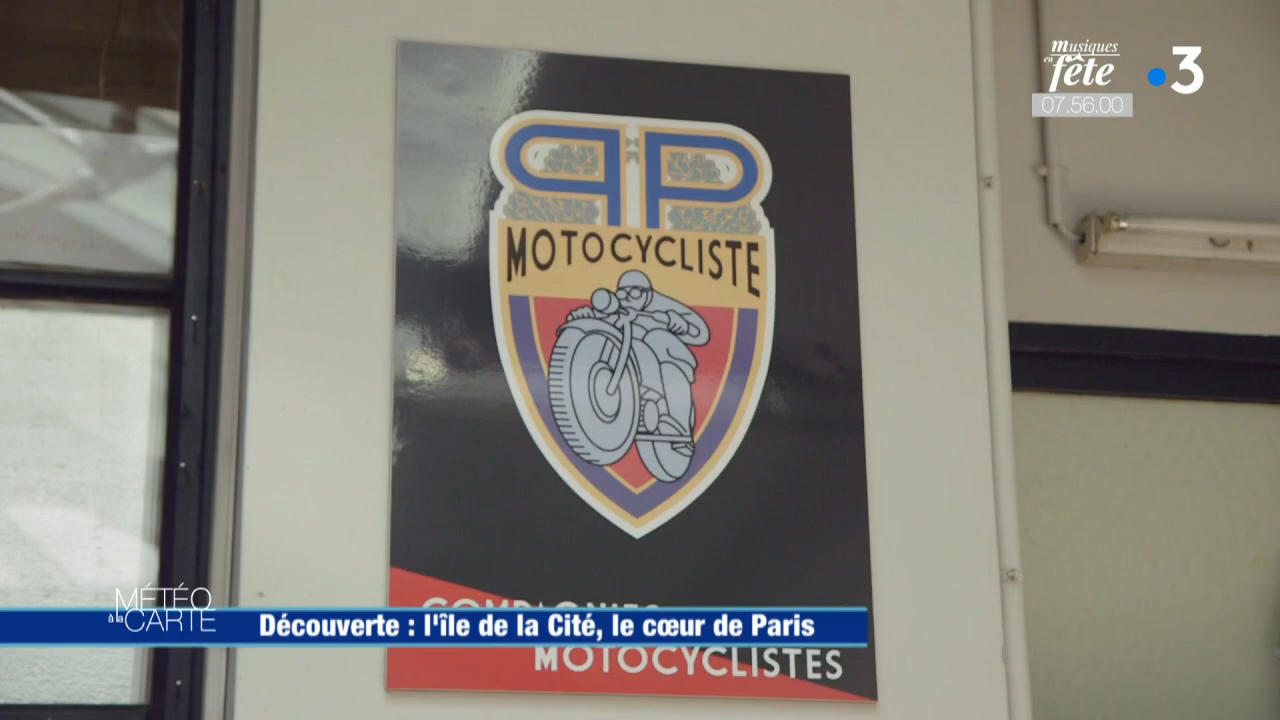 Musiques
en fête
3
07.56.00
PP
MOTOCYCLISTE
COMPAGNIES
MOTOCYCLISTES
MÉTÉO
à la CARTE
Découverte : l'île de la Cité, le cœur de Paris